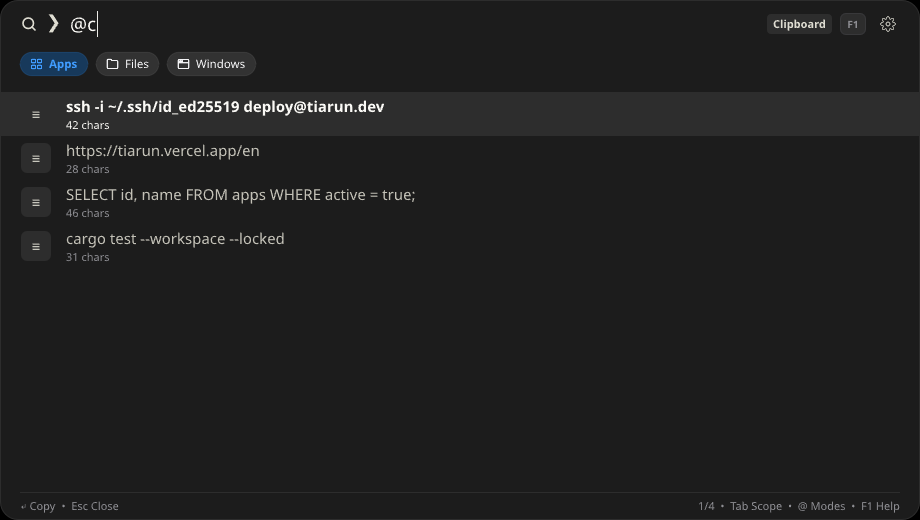 ❯ @c Clipboard F1
Apps Files Windows
ssh -i ~/.ssh/id_ed25519 deploy@tiarun.dev
42 chars
https://tiarun.vercel.app/en
28 chars
SELECT id, name FROM apps WHERE active = true;
46 chars
cargo test --workspace --locked
31 chars
↵ Copy • Esc Close 1/4 • Tab Scope • @ Modes • F1 Help